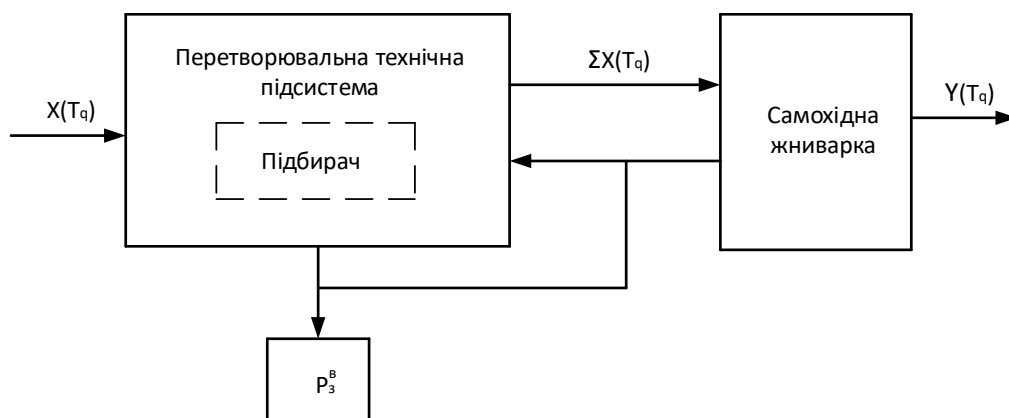 Перетворювальна технічна
підсистема
Підбирач
X(Tq)
ΣX(Tq)
Самохідна
жниварка
Y(Tq)
Pзв